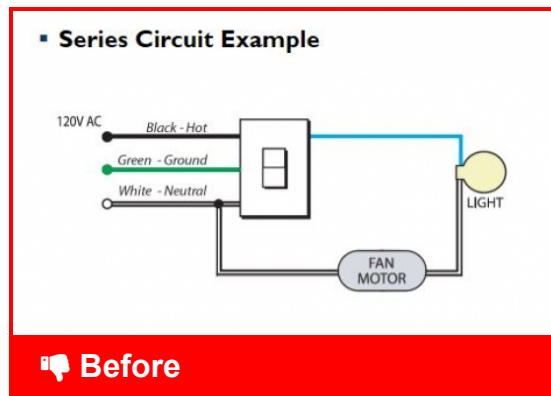 ▪ Series Circuit Example
120V AC
Black - Hot
Green - Ground
White - Neutral
LIGHT
FAN
MOTOR
Before